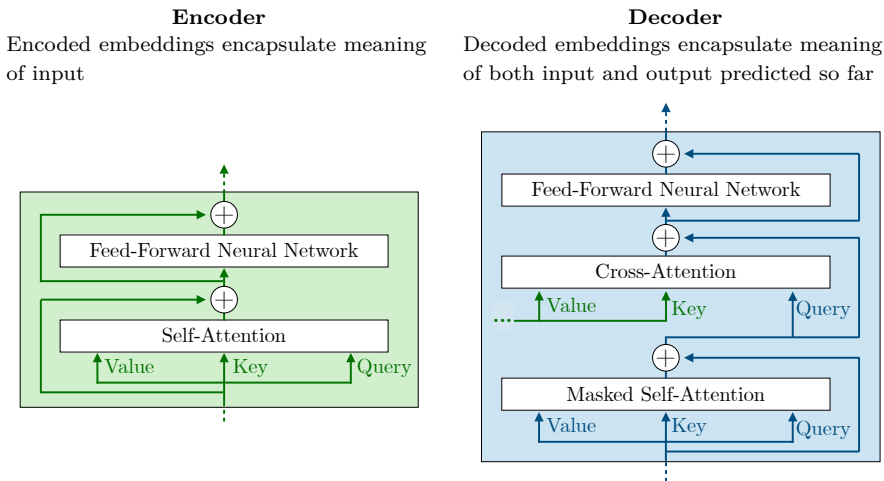 Encoder
Encoded embeddings encapsulate meaning
of input
Feed-Forward Neural Network
Self-Attention
Value Key Query
Decoder
Decoded embeddings encapsulate meaning
of both input and output predicted so far
Feed-Forward Neural Network
Cross-Attention
... Value Key Query
Masked Self-Attention
Value Key Query